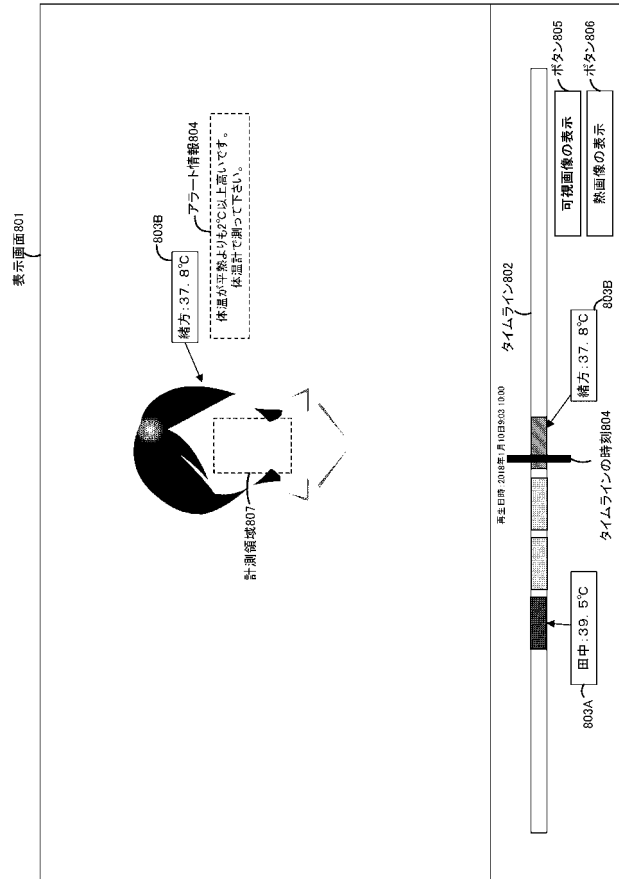 表示画面801
803B
緒方:37.8℃
アラート情報804
体温が平熱よりも2℃以上高いです。
体温計で測って下さい。
計測領域807
再生日時:2018年1月10日9:03 10:00
タイムライン802
803A
田中:39.5℃
タイムラインの時刻804
緒方:37.8℃
803B
可視画像の表示
ボタン805
熱画像の表示
ボタン806